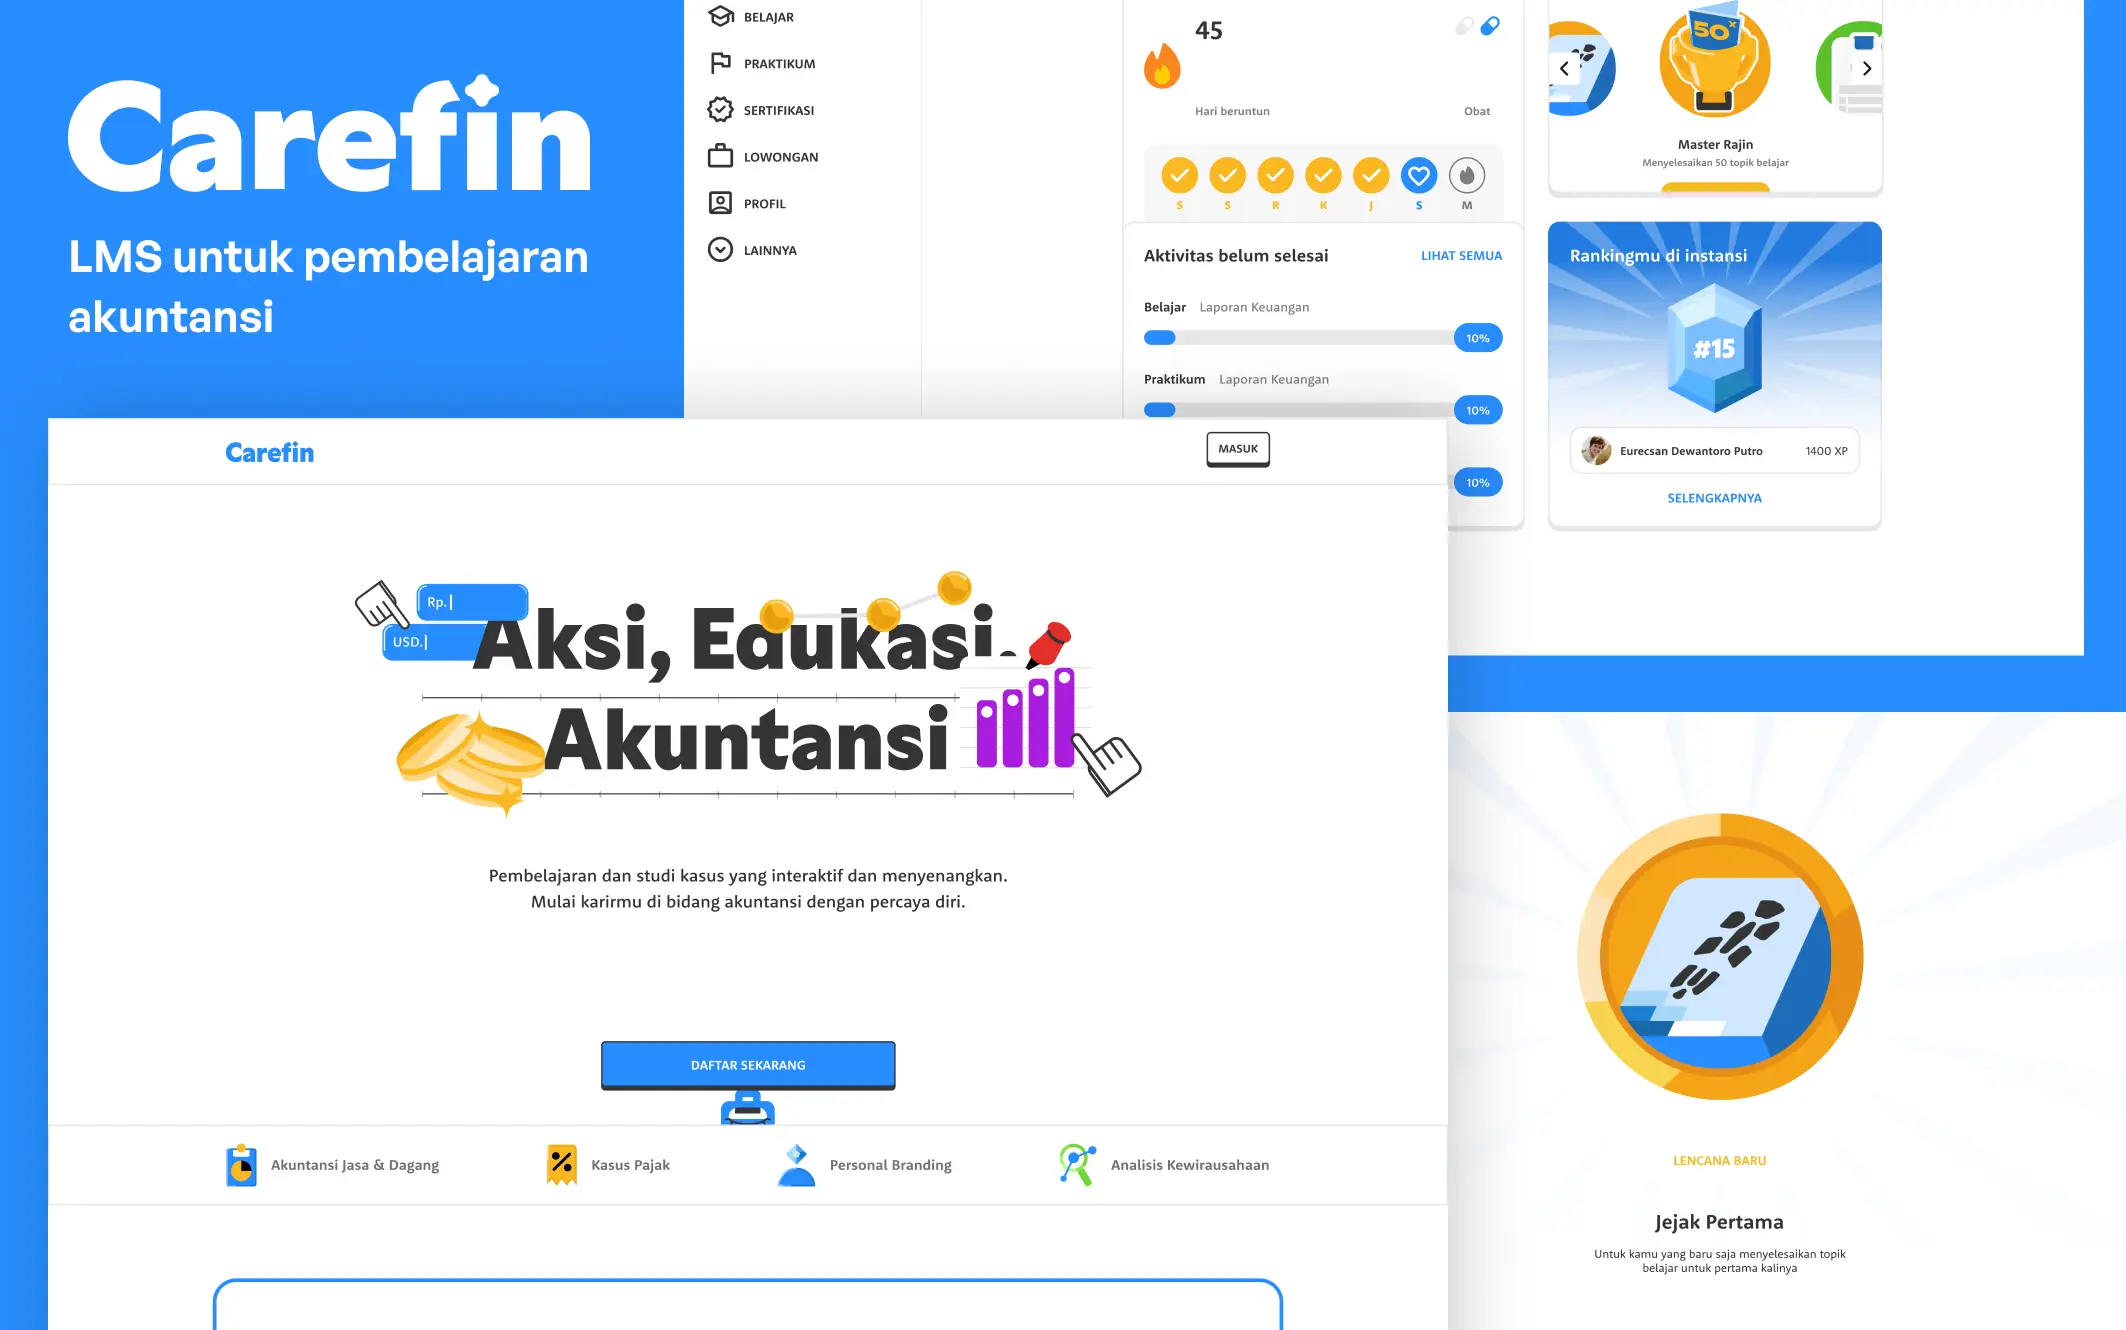 Carefin
LMS untuk pembelajaran
akuntansi
BELAJAR
PRAKTIKUM
SERTIFIKASI
LOWONGAN
PROFIL
LAINNYA
45
Hari beruntun
Obat
S S R K J S M
Aktivitas belum selesai
LIHAT SEMUA
Belajar Laporan Keuangan
10%
Praktikum Laporan Keuangan
10%
10%
50x
Master Rajin
Menyelesaikan 50 topik belajar
Rankingmu di instansi
#15
Eurecsan Dewantoro Putro 1400 XP
SELENGKAPNYA
Carefin
MASUK
Rp.
USD.
Aksi, Edukasi,
Akuntansi
Pembelajaran dan studi kasus yang interaktif dan menyenangkan.
Mulai karirmu di bidang akuntansi dengan percaya diri.
DAFTAR SEKARANG
Akuntansi Jasa & Dagang
% Kasus Pajak
Personal Branding
Analisis Kewirausahaan
LENCANA BARU
Jejak Pertama
Untuk kamu yang baru saja menyelesaikan topik
belajar untuk pertama kalinya